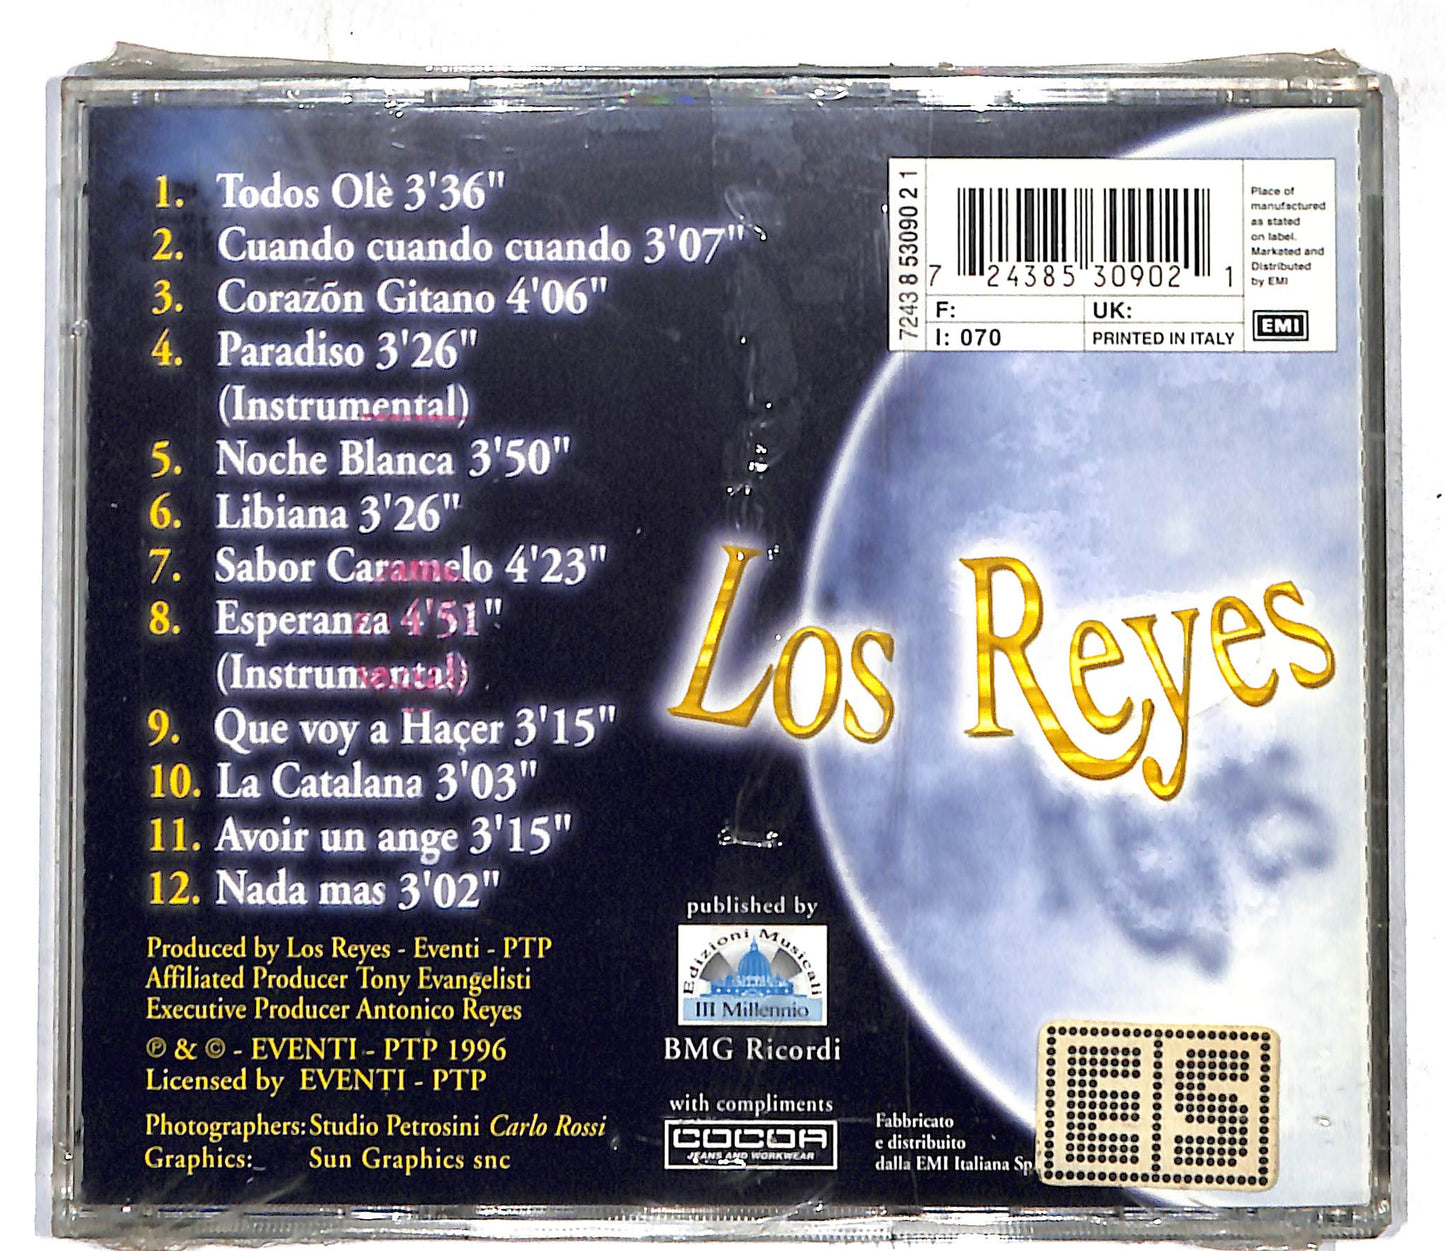 1. Todos Olè 3'36"
2. Cuando cuando cuando 3'07"
3. Corazõn Gitano 4'06"
4. Paradiso 3'26"
(Instrumental)
5. Noche Blanca 3'50"
6. Libiana 3'26"
7. Sabor Caramelo 4'23"
8. Esperanza 4'51"
(Instrumental)
9. Que voy a Haçer 3'15"
10. La Catalana 3'03"
11. Avoir un ange 3'15"
12. Nada mas 3'02"
Produced by Los Reyes - Eventi - PTP
Affiliated Producer Tony Evangelisti
Executive Producer Antonico Reyes
℗ & © - EVENTI - PTP 1996
Licensed by EVENTI - PTP
Photographers: Studio Petrosini Carlo Rossi
Graphics: Sun Graphics snc
7243 8 53090 2 1
7 24385 30902 1
F:
UK:
I: 070
PRINTED IN ITALY
Place of
manufactured
as stated
on label.
Marketed and
Distributed
by EMI
EMI
Los Reyes
published by
Edizioni Musicali
III Millennio
BMG Ricordi
with compliments
COCOA
JEANS AND WORKWEAR
Fabbricato
e distribuito
dalla EMI Italiana
ES